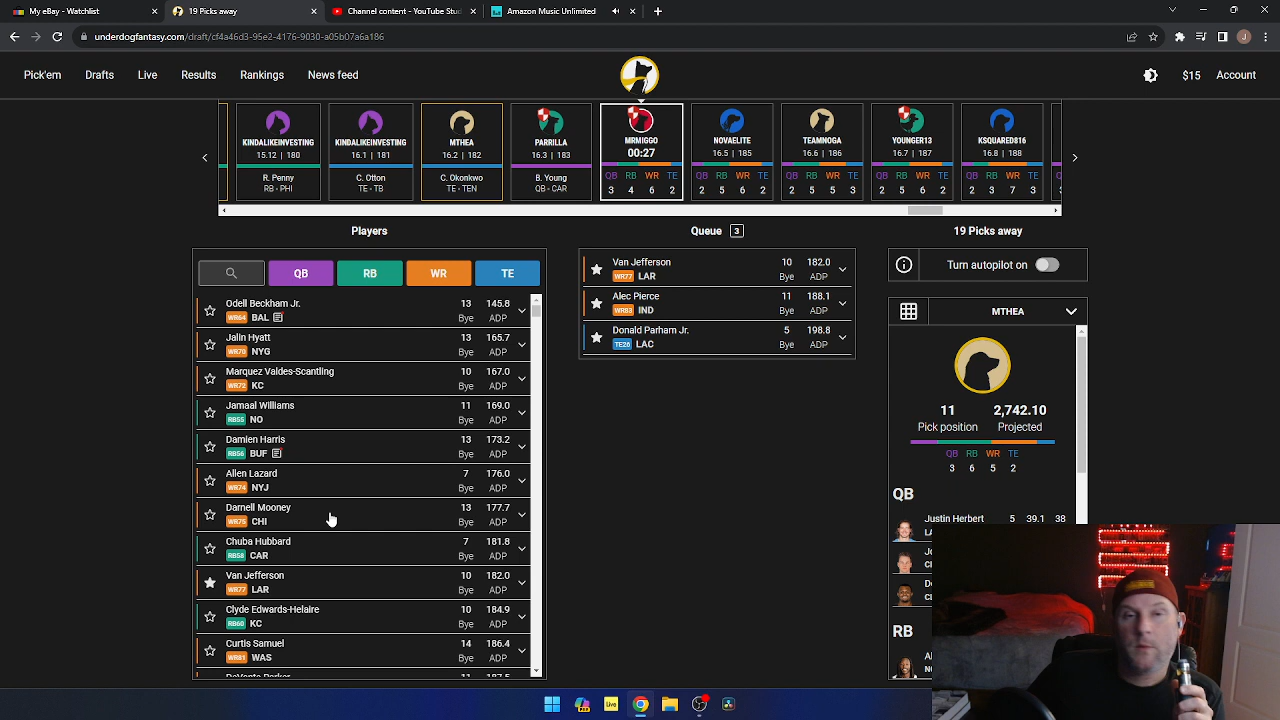 My eBay - Watchlist
19 Picks away
Channel content - YouTube Stud
Amazon Music Unlimited
underdogfantasy.com/draft/cf4a46d3-95e2-4176-9030-a05b07a6a186
Pick'em
Drafts
Live
Results
Rankings
News feed
$15
Account
KINDALIKEINVESTING
15.12 | 180
R. Penny
RB - PHI
KINDALIKEINVESTING
16.1 | 181
C. Otton
TE - TB
MTHEA
16.2 | 182
C. Okonkwo
TE - TEN
PARRILLA
16.3 | 183
B. Young
QB - CAR
MRMIGGO
00:27
QB RB WR TE
3 4 6 2
NOVAELITE
16.5 | 185
QB RB WR TE
2 5 6 2
TEAMNOGA
16.6 | 186
QB RB WR TE
2 5 5 3
YOUNGER13
16.7 | 187
QB RB WR TE
2 5 6 2
KSQUARED816
16.8 | 188
QB RB WR TE
2 3 7 3
Players
QB
RB
WR
TE
Odell Beckham Jr. 13 145.8
WR64 BAL Bye ADP
Jalin Hyatt 13 165.7
WR70 NYG Bye ADP
Marquez Valdes-Scantling 10 167.0
WR72 KC Bye ADP
Jamaal Williams 11 169.0
RB55 NO Bye ADP
Damien Harris 13 173.2
RB56 BUF Bye ADP
Allen Lazard 7 176.0
WR74 NYJ Bye ADP
Darnell Mooney 13 177.7
WR75 CHI Bye ADP
Chuba Hubbard 7 181.8
RB58 CAR Bye ADP
Van Jefferson 10 182.0
WR77 LAR Bye ADP
Clyde Edwards-Helaire 10 184.9
RB60 KC Bye ADP
Curtis Samuel 14 186.4
WR81 WAS Bye ADP
Queue 3
Van Jefferson 10 182.0
WR77 LAR Bye ADP
Alec Pierce 11 188.1
WR83 IND Bye ADP
Donald Parham Jr. 5 198.8
TE26 LAC Bye ADP
19 Picks away
Turn autopilot on
MTHEA
11 2,742.10
Pick position Projected
QB RB WR TE
3 6 5 2
QB
Justin Herbert 5 39.1 38
RB